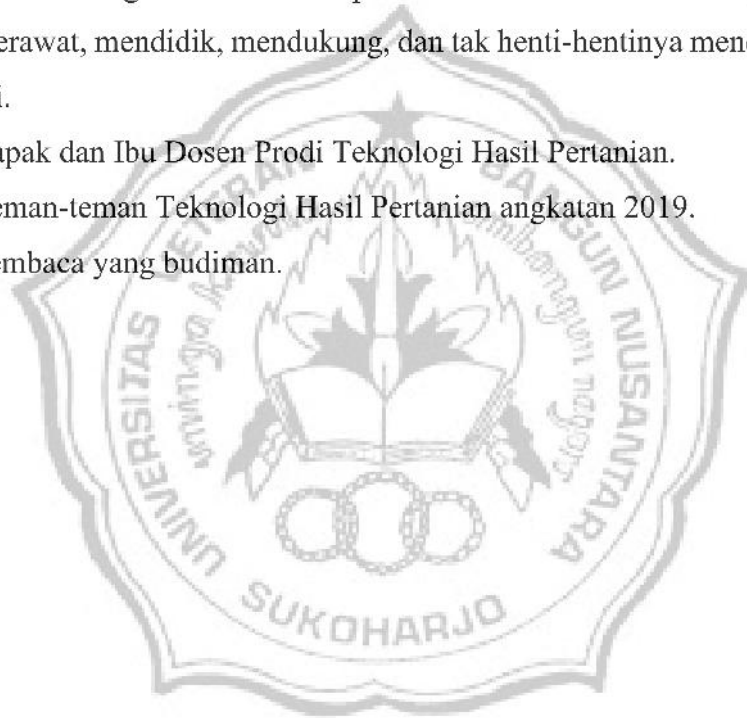 erawat, mendidik, mendukung, dan tak henti-hentinya
i.
apak dan Ibu Dosen Prodi Teknologi Hasil Pertanian.
eman-teman Teknologi Hasil Pertanian angkatan 2019.
embaca yang budiman.
UNIVERSITAS VETERAN BANGUN NUSANTARA
SUKOHARJO